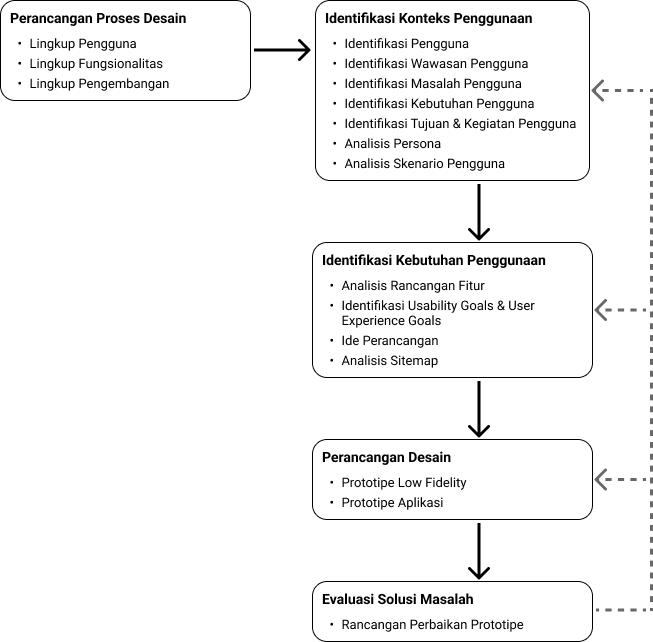 Perancangan Proses Desain
• Lingkup Pengguna
• Lingkup Fungsionalitas
• Lingkup Pengembangan
Identifikasi Konteks Penggunaan
• Identifikasi Pengguna
• Identifikasi Wawasan Pengguna
• Identifikasi Masalah Pengguna
• Identifikasi Kebutuhan Pengguna
• Identifikasi Tujuan & Kegiatan Pengguna
• Analisis Persona
• Analisis Skenario Pengguna
Identifikasi Kebutuhan Penggunaan
• Analisis Rancangan Fitur
• Identifikasi Usability Goals & User
Experience Goals
• Ide Perancangan
• Analisis Sitemap
Perancangan Desain
• Prototipe Low Fidelity
• Prototipe Aplikasi
Evaluasi Solusi Masalah
• Rancangan Perbaikan Prototipe